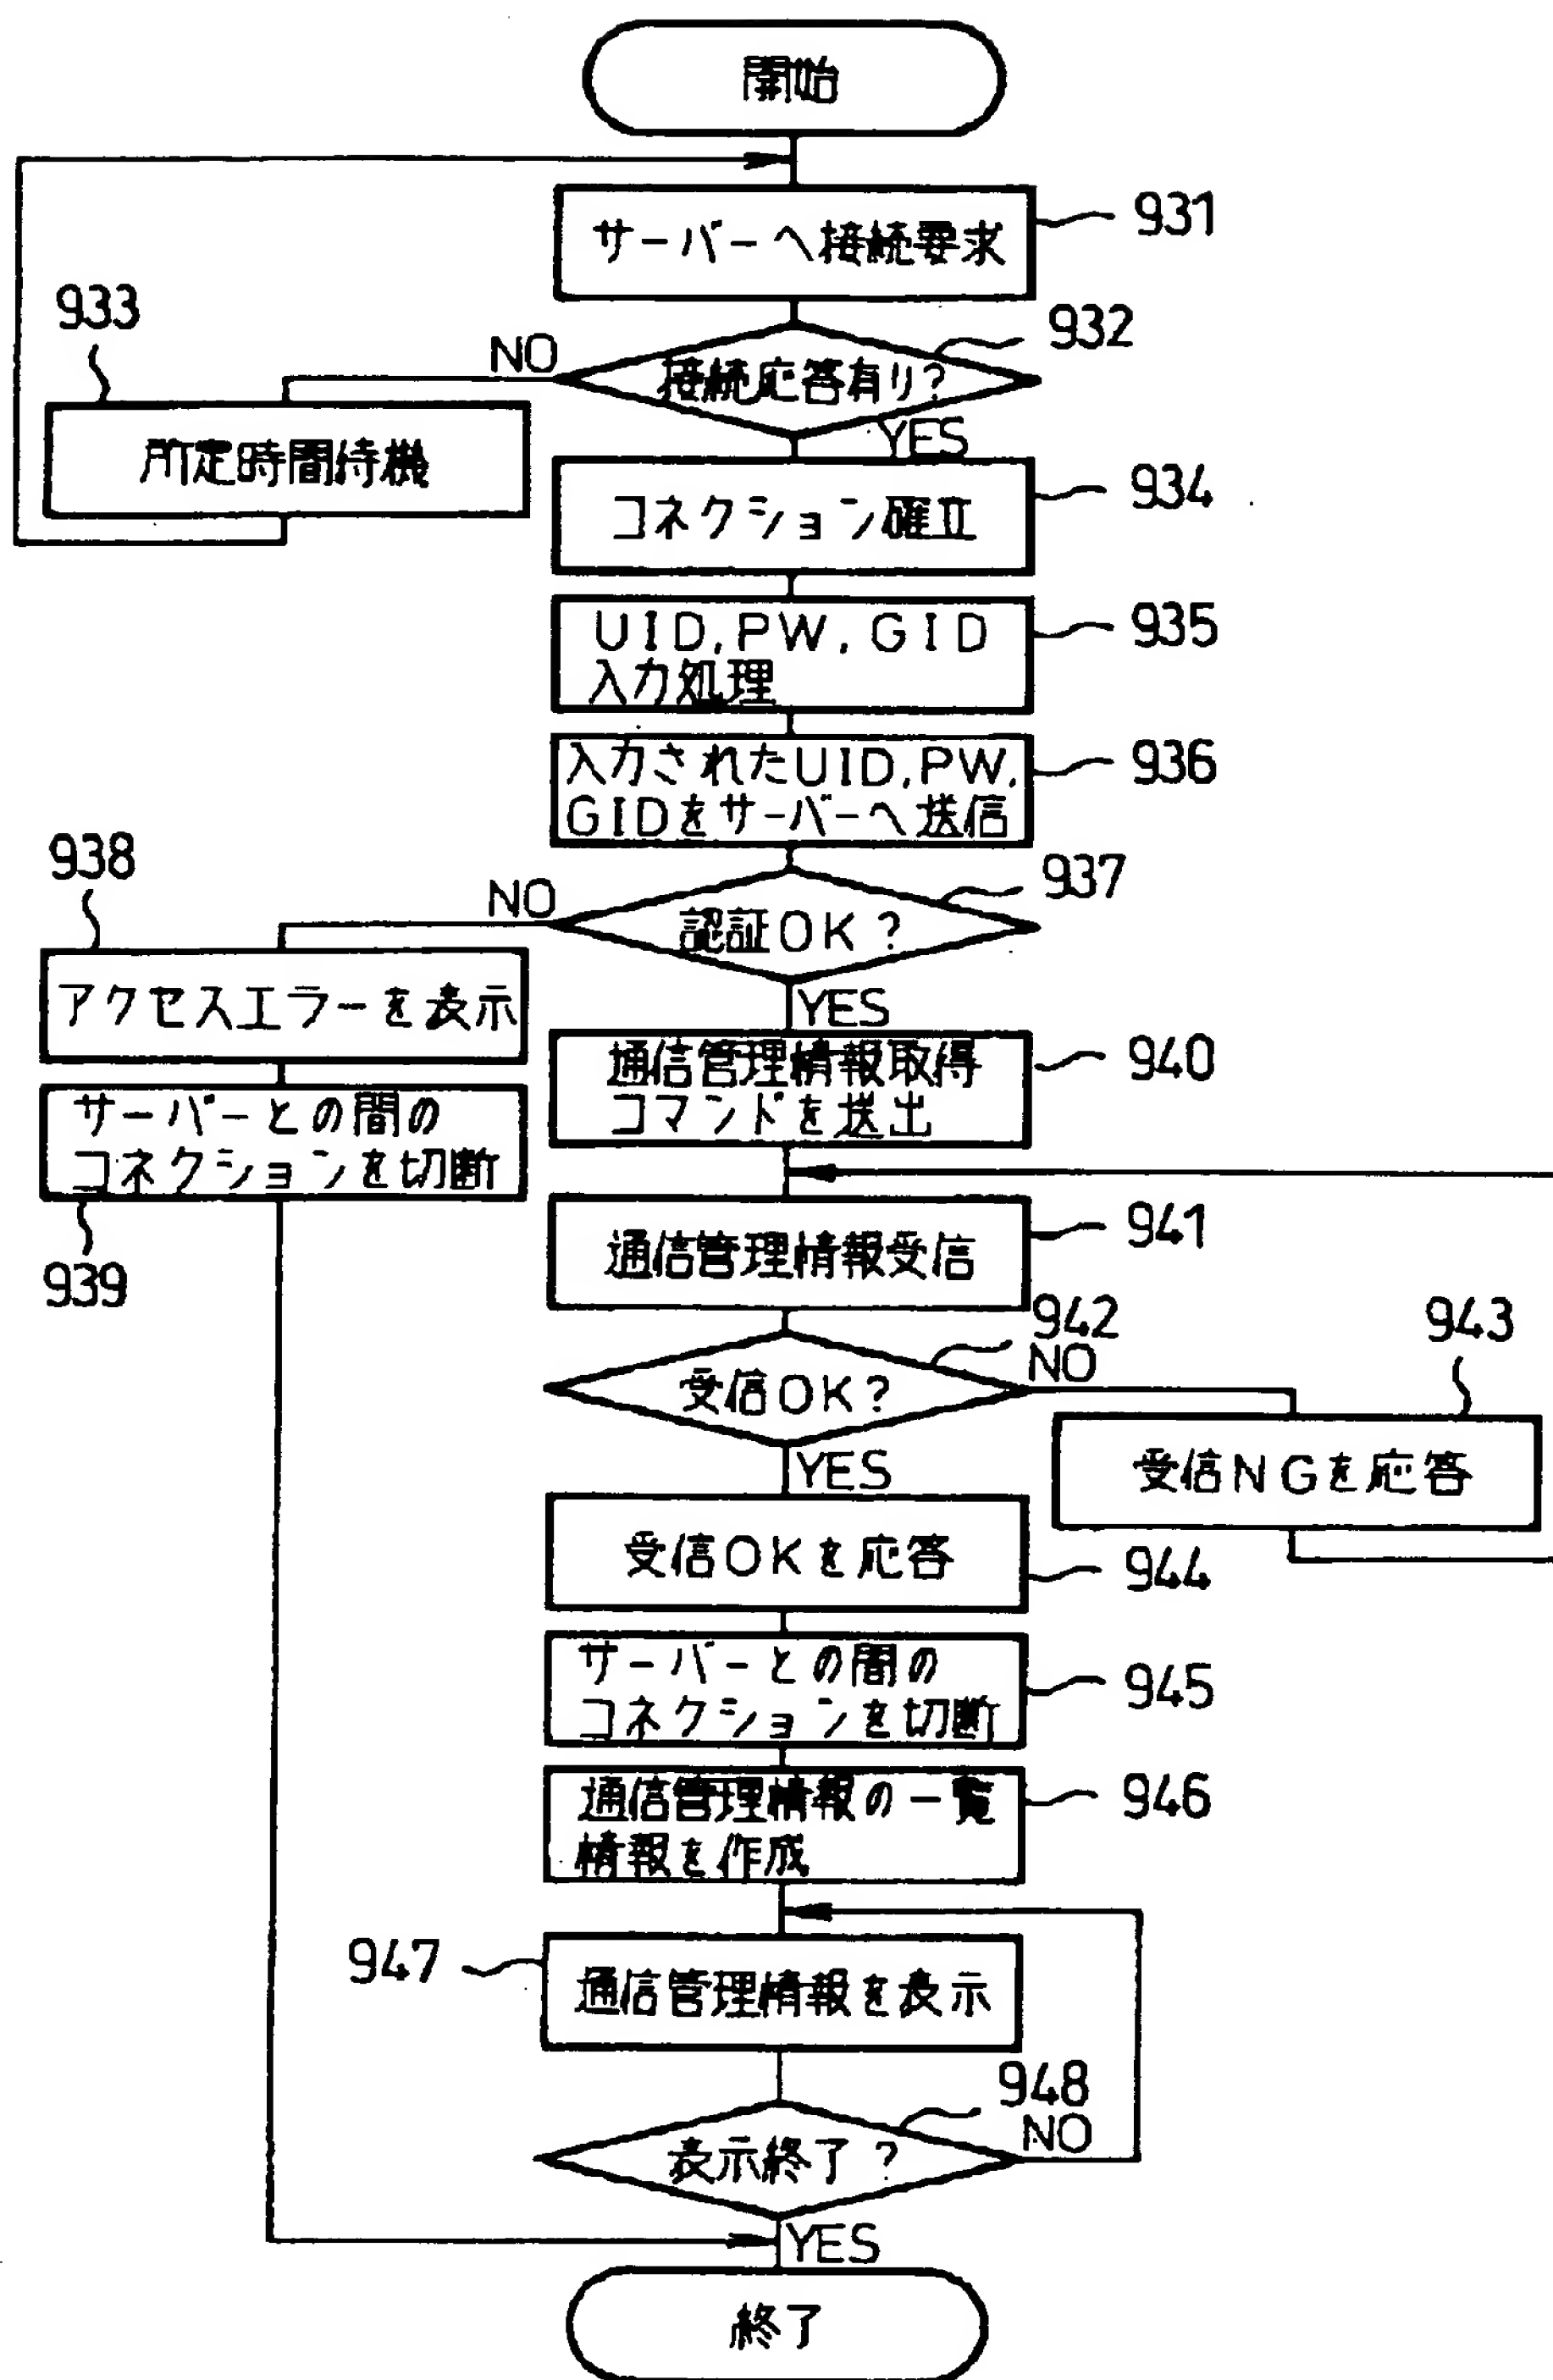 開始
サーバーへ接続要求
931
接続応答有り?
932
NO
YES
933
所定時間待機
コネクション確立
934
UID,PW,GID
入力処理
935
入力されたUID,PW,
GIDをサーバーへ送信
936
認証OK?
937
NO
YES
938
アクセスエラーを表示
サーバーとの間の
コネクションを切断
939
通信管理情報取得
コマンドを送出
940
通信管理情報受信
941
受信OK?
942
NO
YES
943
受信NGを応答
受信OKを応答
944
サーバーとの間の
コネクションを切断
945
通信管理情報の一覧
情報を作成
946
947
通信管理情報を表示
表示終了?
948
NO
YES
終了